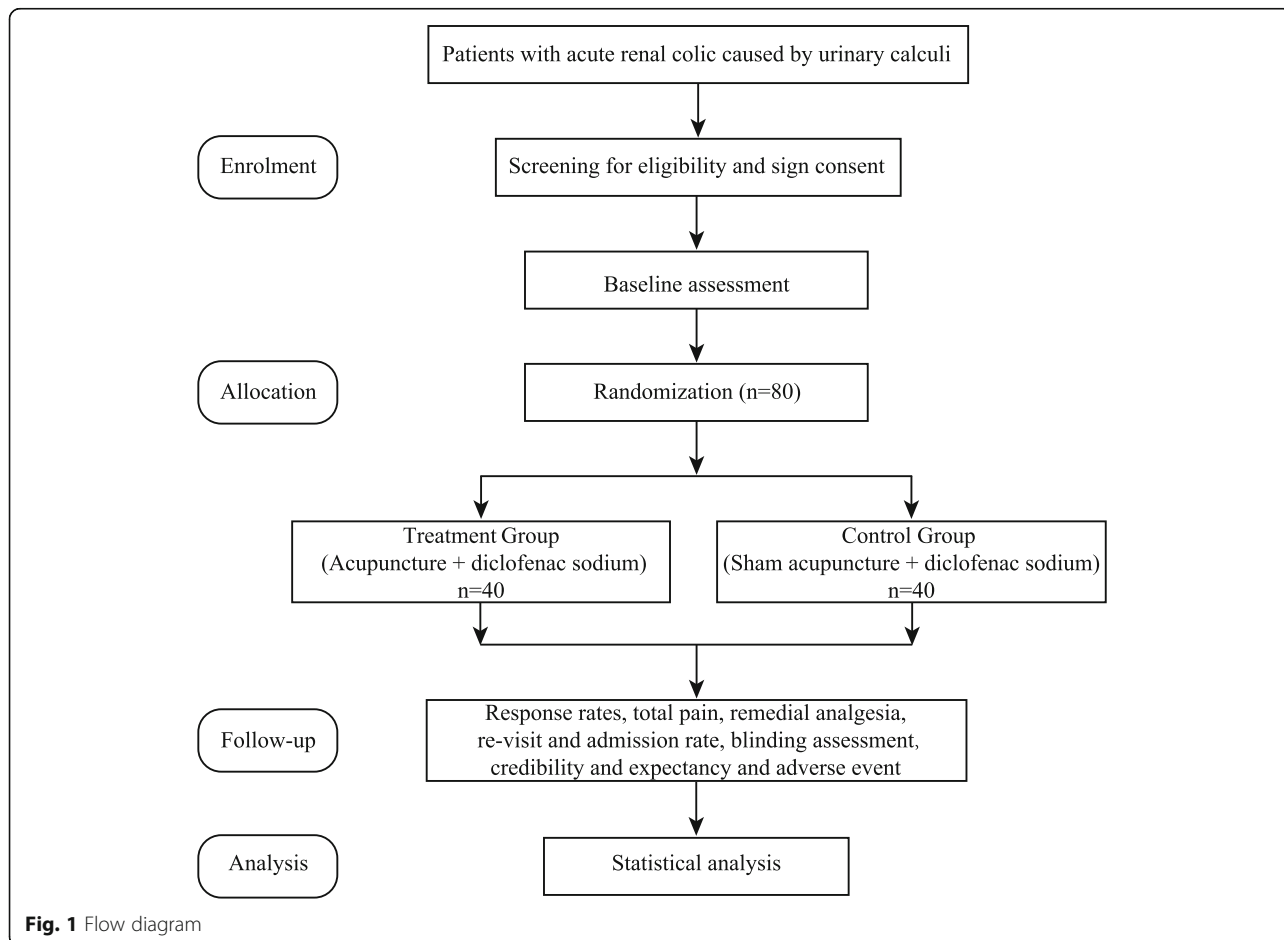 Patients with acute renal colic caused by urinary calculi
Enrolment
Screening for eligibility and sign consent
Baseline assessment
Allocation
Randomization (n=80)
Treatment Group
(Acupuncture + diclofenac sodium)
n=40
Control Group
(Sham acupuncture + diclofenac sodium)
n=40
Follow-up
Response rates, total pain, remedial analgesia,
re-visit and admission rate, blinding assessment,
credibility and expectancy and adverse event
Analysis
Statistical analysis
Fig. 1 Flow diagram